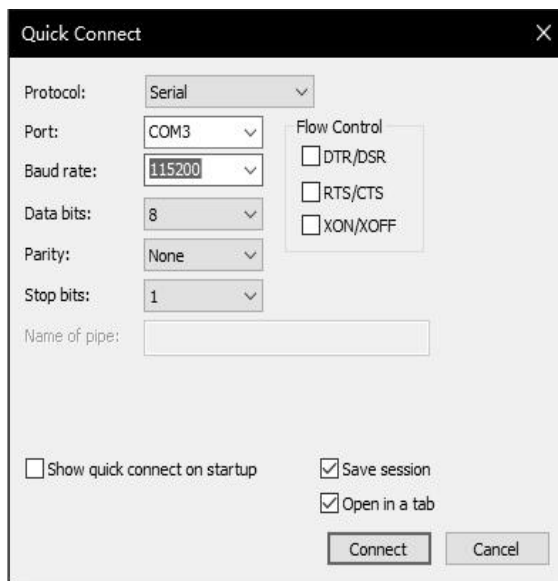 Quick Connect
Protocol: Serial
Port: COM3
Flow Control
Baud rate: 115200
DTR/DSR
RTS/CTS
Data bits: 8
XON/XOFF
Parity: None
Stop bits: 1
Name of pipe:
Show quick connect on startup
Save session
Open in a tab
Connect
Cancel